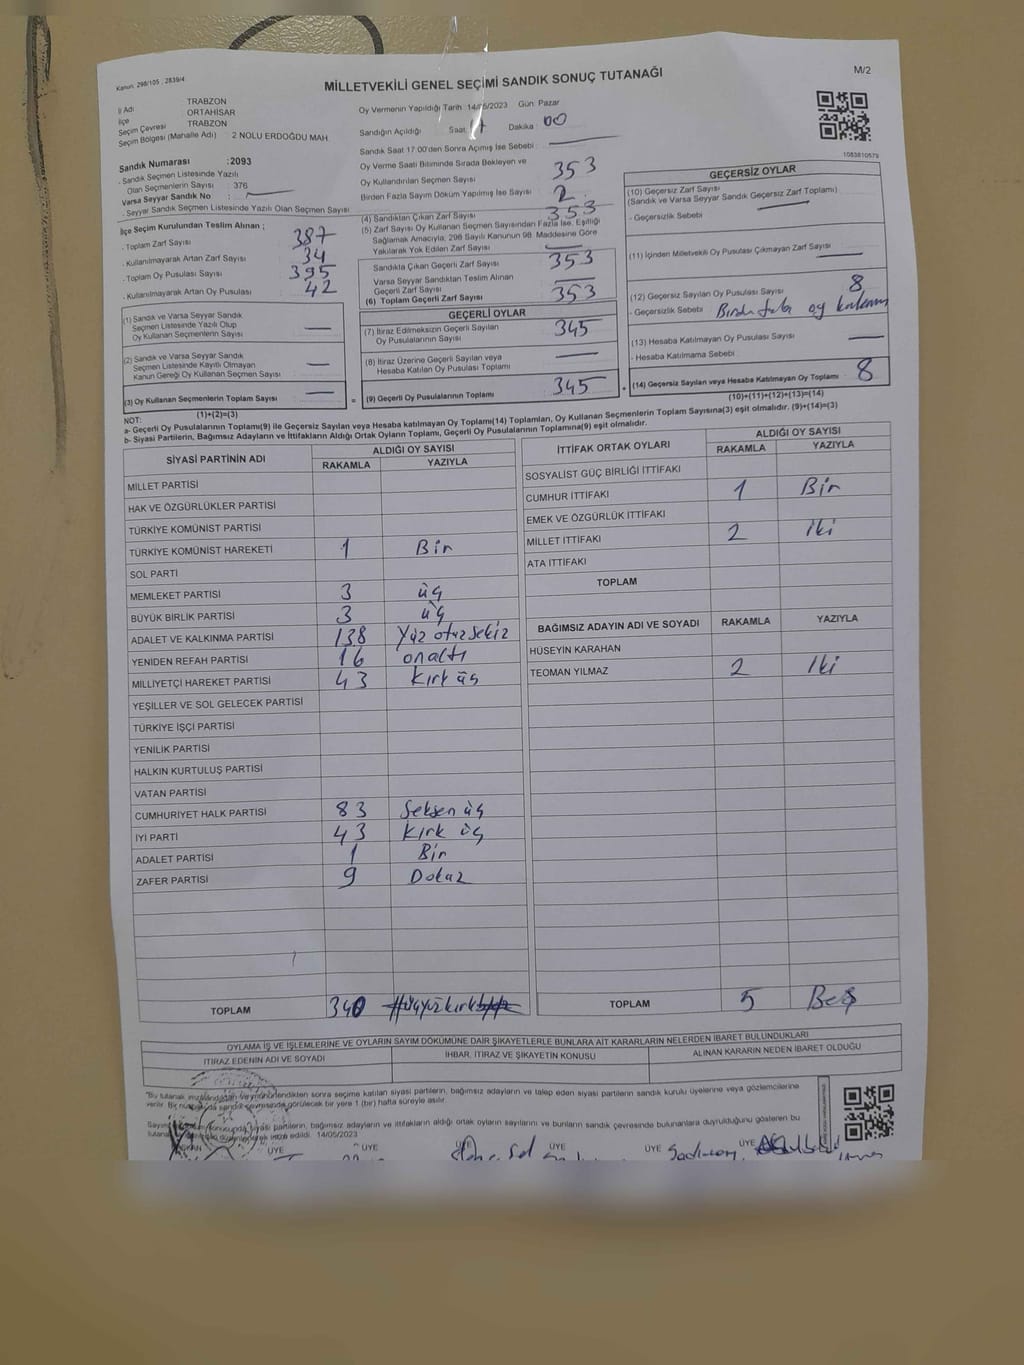 Kanun: 298/105 , 2839/4
MİLLETVEKİLİ GENEL SEÇİMİ SANDIK SONUÇ TUTANAĞI
M/2
İl Adı TRABZON
İlçe ORTAHİSAR
Seçim Çevresi TRABZON
Seçim Bölgesi (Mahalle Adı) 2 NOLU ERDOĞDU MAH.
Sandık Numarası :2093
- Sandık Seçmen Listesinde Yazılı
Olan Seçmenlerin Sayısı : 376
Varsa Seyyar Sandık No :
- Seyyar Sandık Seçmen Listesinde Yazılı Olan Seçmen Sayısı
İlçe Seçim Kurulundan Teslim Alınan ;
- Toplam Zarf Sayısı 387
- Kullanılmayarak Artan Zarf Sayısı 34
- Toplam Oy Pusulası Sayısı 395
- Kullanılmayarak Artan Oy Pusulası 42
(1) Sandık ve Varsa Seyyar Sandık
Seçmen Listesinde Yazılı Olup
Oy Kullanan Seçmenlerin Sayısı —
(2) Sandık ve Varsa Seyyar Sandık
Seçmen Listesinde Kayıtlı Olmayan
Kanun Gereği Oy Kullanan Seçmen Sayısı —
(3) Oy Kullanan Seçmenlerin Toplam Sayısı —
(1)+(2)=(3)
Oy Vermenin Yapıldığı Tarih 14/05/2023 Gün Pazar
Sandığın Açıldığı Saat Dakika 00
Sandık Saat 17:00'den Sonra Açmış İse Sebebi
Oy Verme Saati Bitiminde Sırada Bekleyen ve
Oy Kullandırılan Seçmen Sayısı 353
Birden Fazla Sayım Döküm Yapılmış İse Sayısı 2
(4) Sandıktan Çıkan Zarf Sayısı 353
(5) Zarf Sayısı Oy Kullanan Seçmen Sayısından Fazla İse, Eşitliği
Sağlamak Amacıyla, 298 Sayılı Kanunun 98. Maddesine Göre
Yakılarak Yok Edilen Zarf Sayısı —
Sandıkta Çıkan Geçerli Zarf Sayısı 353
Varsa Seyyar Sandıktan Teslim Alınan
Geçerli Zarf Sayısı —
(6) Toplam Geçerli Zarf Sayısı 353
GEÇERLİ OYLAR
(7) İtiraz Edilmeksizin Geçerli Sayılan
Oy Pusulasının Sayısı 345
(8) İtiraz Üzerine Geçerli Sayılan veya
Hesaba Katılan Oy Pusulası Toplamı —
(9) Geçerli Oy Pusulalarının Toplamı 345
1083810579
GEÇERSİZ OYLAR
(10) Geçersiz Zarf Sayısı
(Sandık ve Varsa Seyyar Sandık Geçersiz Zarf Toplamı)
- Geçersizlik Sebebi —
(11) İçinden Milletvekili Oy Pusulası Çıkmayan Zarf Sayısı —
(12) Geçersiz Sayılan Oy Pusulası Sayısı 8
- Geçersizlik Sebebi oy
(13) Hesaba Katılmayan Oy Pusulası Sayısı —
- Hesaba Katılmama Sebebi
(14) Geçersiz Sayılan veya Hesaba Katılmayan Oy Toplamı 8
(10)+(11)+(12)+(13)=(14)
NOT:
a- Geçerli Oy Pusulalarının Toplamı(9) ile Geçersiz Sayılan veya Hesaba katılmayan Oy Toplamı(14) Toplamları, Oy Kullanan Seçmenlerin Toplam Sayısına(3) eşit olmalıdır. (9)+(14)=(3)
b- Siyasi Partilerin, Bağımsız Adayların ve İttifakların Aldığı Ortak Oyların Toplamı, Geçerli Oy Pusulalarının Toplamına(9) eşit olmalıdır.
SİYASİ PARTİNİN ADI ALDIĞI OY SAYISI
RAKAMLA YAZIYLA
MİLLET PARTİSİ
HAK VE ÖZGÜRLÜKLER PARTİSİ
TÜRKİYE KOMÜNİST PARTİSİ
TÜRKİYE KOMÜNİST HAREKETİ 1 Bir
SOL PARTİ
MEMLEKET PARTİSİ 3 üç
BÜYÜK BİRLİK PARTİSİ 3 üç
ADALET VE KALKINMA PARTİSİ 138 Yüz otuz sekiz
YENİDEN REFAH PARTİSİ 16 onaltı
MİLLİYETÇİ HAREKET PARTİSİ 43 Kırk üç
YEŞİLLER VE SOL GELECEK PARTİSİ
TÜRKİYE İŞÇİ PARTİSİ
YENİLİK PARTİSİ
HALKIN KURTULUŞ PARTİSİ
VATAN PARTİSİ
CUMHURİYET HALK PARTİSİ 83 Seksen üç
İYİ PARTİ 43 Kırk üç
ADALET PARTİSİ 1 Bir
ZAFER PARTİSİ 9 Dokuz
TOPLAM 340 üçyüzkırk
İTTİFAK ORTAK OYLARI ALDIĞI OY SAYISI
RAKAMLA YAZIYLA
SOSYALİST GÜÇ BİRLİĞİ İTTİFAKI
CUMHUR İTTİFAKI 1 Bir
EMEK VE ÖZGÜRLÜK İTTİFAKI
MİLLET İTTİFAKI 2 iki
ATA İTTİFAKI
TOPLAM
BAĞIMSIZ ADAYIN ADI VE SOYADI RAKAMLA YAZIYLA
HÜSEYİN KARAHAN
TEOMAN YILMAZ 2 İki
TOPLAM 5 Beş
OYLAMA İŞ VE İŞLEMLERİNE VE OYLARIN SAYIM DÖKÜMÜNE DAİR ŞİKAYETLERLE BUNLARA AİT KARARLARIN NELERDEN İBARET BULUNDUKLARI
İTİRAZ EDENİN ADI VE SOYADI İHBAR, İTİRAZ VE ŞİKAYETİN KONUSU ALINAN KARARIN NEDEN İBARET OLDUĞU
"Bu tutanak imzalandıktan ve mühürlendikten sonra seçime katılan siyasi partilerin, bağımsız adayların ve talep eden siyasi partilerin sandık kurulu üyelerine veya gözlemcilerine
verilir. Bir nüshası da sandık çevresinde görülecek bir yere 1 (bir) hafta süreyle asılır.
siyasi partilerin, bağımsız adayların ve ittifakların aldığı ortak oyların sayılarını ve bunların sandık çevresinde bulunanlara duyrulduğunu gösteren bu
imza edildi. 14/05/2023
ÜYE ÜYE ÜYE ÜYE ÜYE ÜYE